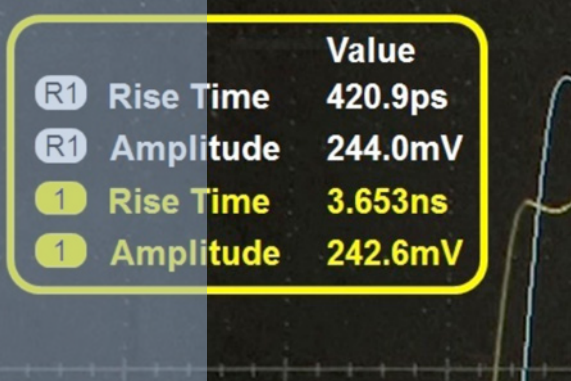 Value
R1 Rise Time 420.9ps
R1 Amplitude 244.0mV
1 Rise Time 3.653ns
1 Amplitude 242.6mV